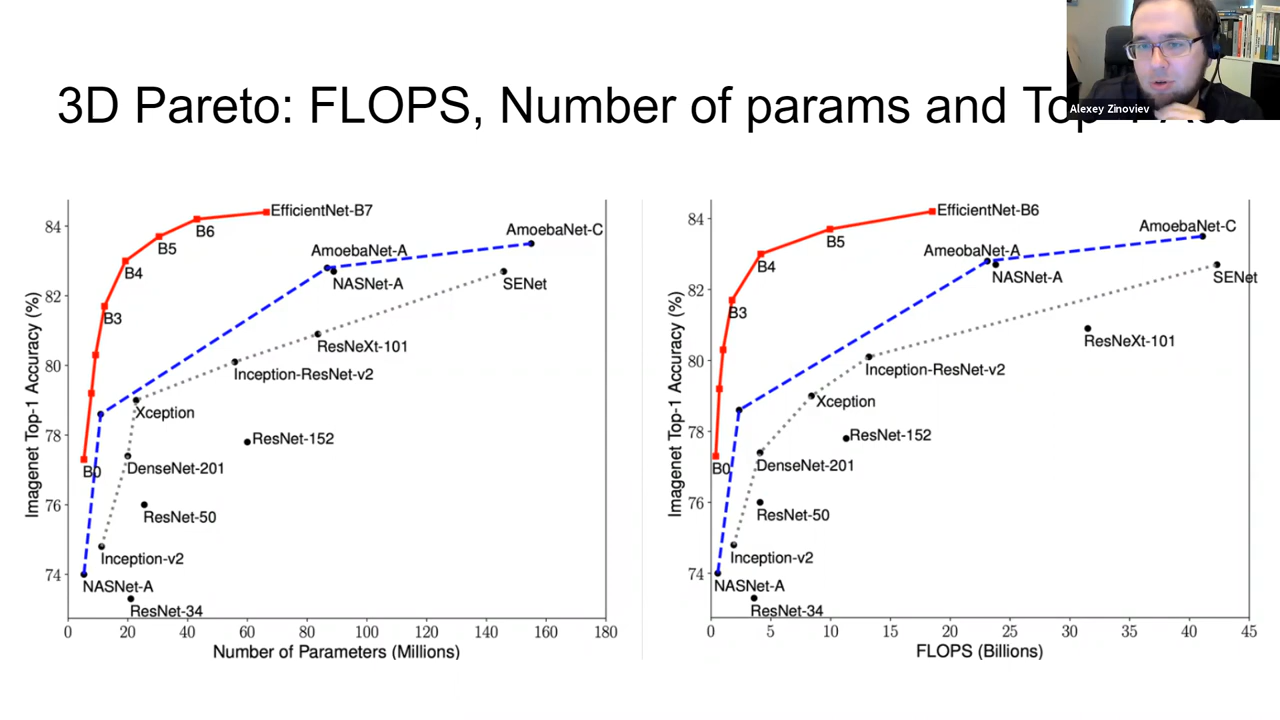 3D Pareto: FLOPS, Number of params and
Alexey Zinoviev
Imagenet Top-1 Accuracy (%)
84
82
80
78
76
74
EfficientNet-B7
B6
B5
B4
B3
B0
AmoebaNet-C
AmoebaNet-A
NASNet-A
SENet
ResNeXt-101
Inception-ResNet-v2
Xception
ResNet-152
DenseNet-201
ResNet-50
Inception-v2
NASNet-A
ResNet-34
0 20 40 60 80 100 120 140 160 180
Number of Parameters (Millions)
Imagenet Top-1 Accuracy (%)
84
82
80
78
76
74
EfficientNet-B6
B5
B4
B3
B0
AmoebaNet-C
AmeobaNet-A
NASNet-A
SENet
ResNeXt-101
Inception-ResNet-v2
Xception
ResNet-152
DenseNet-201
ResNet-50
Inception-v2
NASNet-A
ResNet-34
0 5 10 15 20 25 30 35 40 45
FLOPS (Billions)